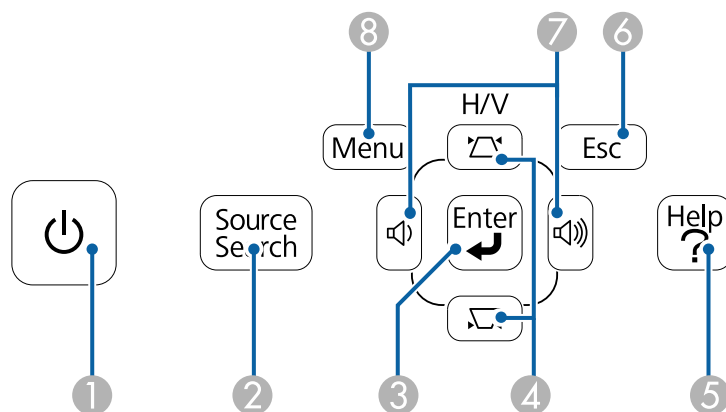 8 7 6
H/V
Menu Esc
Source
Search
Enter
Help
?
1 2 3 4 5